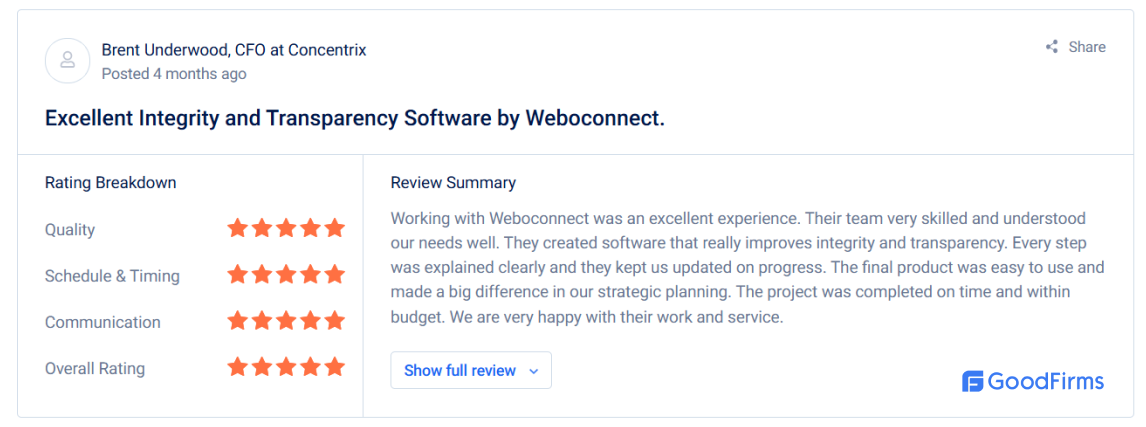 Brent Underwood, CFO at Concentrix
Posted 4 months ago
Share
Excellent Integrity and Transparency Software by Weboconnect.
Rating Breakdown
Quality
Schedule & Timing
Communication
Overall Rating
Review Summary
Working with Weboconnect was an excellent experience. Their team very skilled and understood
our needs well. They created software that really improves integrity and transparency. Every step
was explained clearly and they kept us updated on progress. The final product was easy to use and
made a big difference in our strategic planning. The project was completed on time and within
budget. We are very happy with their work and service.
Show full review
GoodFirms